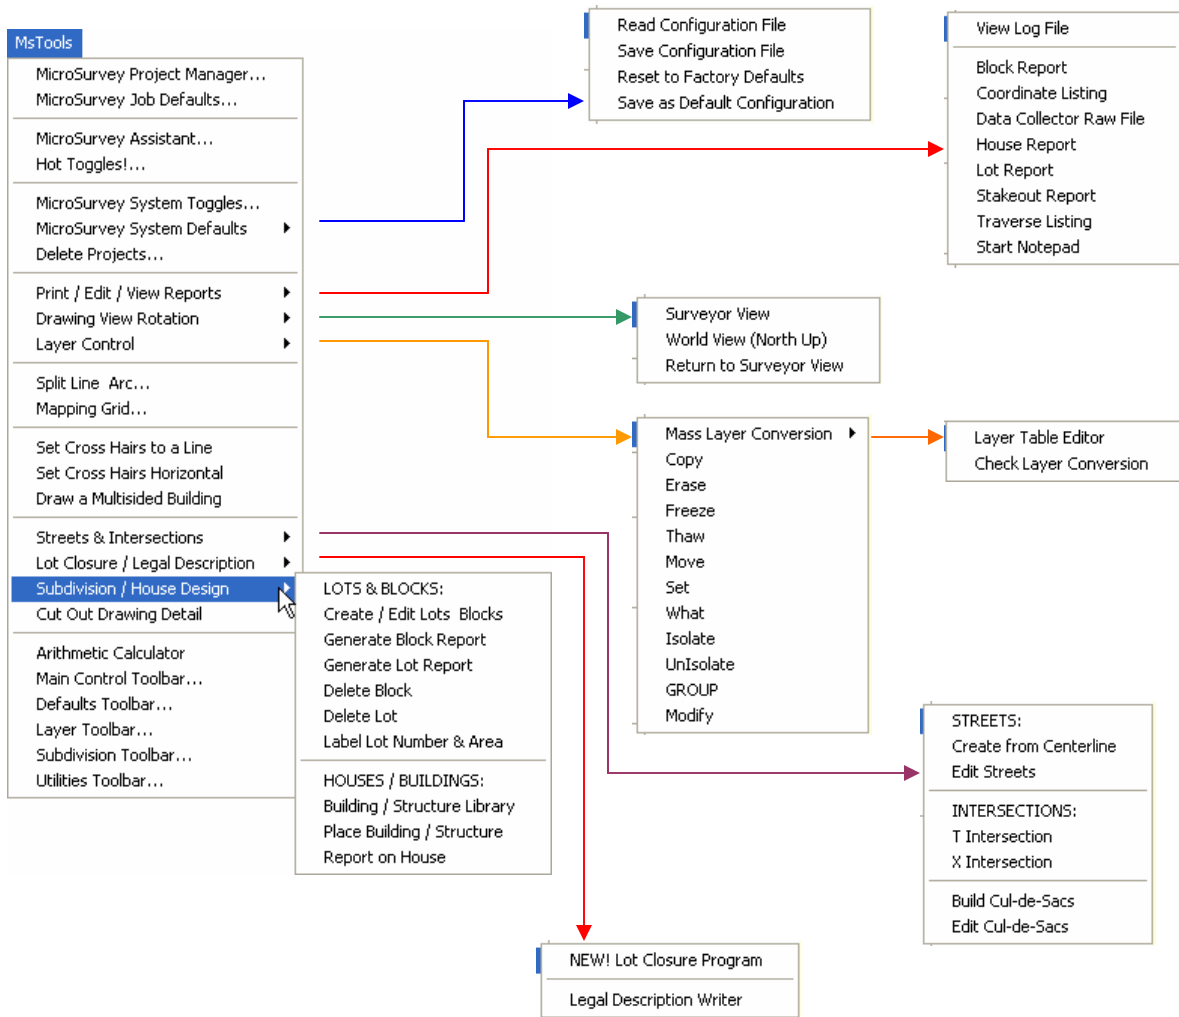 MsTools
MicroSurvey Project Manager...
MicroSurvey Job Defaults...
MicroSurvey Assistant...
Hot Toggles!...
MicroSurvey System Toggles...
MicroSurvey System Defaults
Delete Projects...
Print / Edit / View Reports
Drawing View Rotation
Layer Control
Split Line  Arc...
Mapping Grid...
Set Cross Hairs to a Line
Set Cross Hairs Horizontal
Draw a Multisided Building
Streets & Intersections
Lot Closure / Legal Description
Subdivision / House Design
Cut Out Drawing Detail
Arithmetic Calculator
Main Control Toolbar...
Defaults Toolbar...
Layer Toolbar...
Subdivision Toolbar...
Utilities Toolbar...
Read Configuration File
Save Configuration File
Reset to Factory Defaults
Save as Default Configuration
View Log File
Block Report
Coordinate Listing
Data Collector Raw File
House Report
Lot Report
Stakeout Report
Traverse Listing
Start Notepad
Surveyor View
World View (North Up)
Return to Surveyor View
Mass Layer Conversion
Copy
Erase
Freeze
Thaw
Move
Set
What
Isolate
UnIsolate
GROUP
Modify
Layer Table Editor
Check Layer Conversion
LOTS & BLOCKS:
Create / Edit Lots  Blocks
Generate Block Report
Generate Lot Report
Delete Block
Delete Lot
Label Lot Number & Area
HOUSES / BUILDINGS:
Building / Structure Library
Place Building / Structure
Report on House
STREETS:
Create from Centerline
Edit Streets
INTERSECTIONS:
T Intersection
X Intersection
Build Cul-de-Sacs
Edit Cul-de-Sacs
NEW! Lot Closure Program
Legal Description Writer